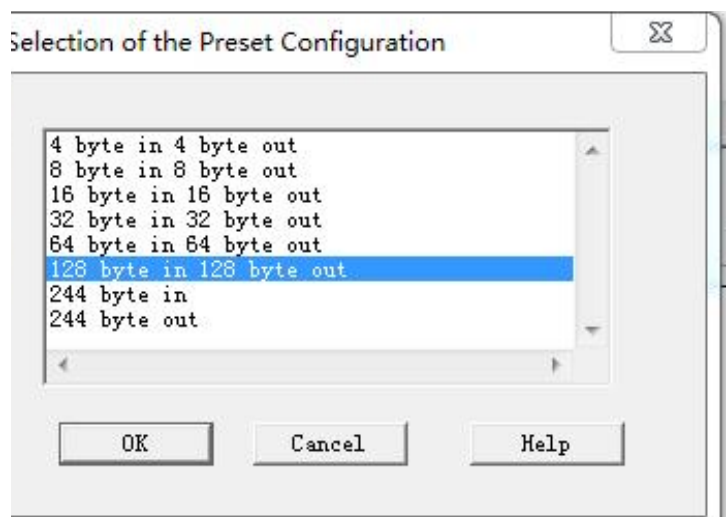 Selection of the Preset Configuration
4 byte in 4 byte out
8 byte in 8 byte out
16 byte in 16 byte out
32 byte in 32 byte out
64 byte in 64 byte out
128 byte in 128 byte out
244 byte in
244 byte out
OK Cancel Help